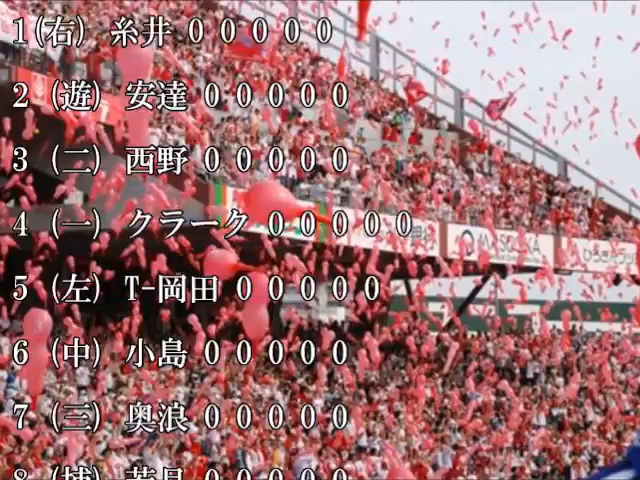 1(右) 糸井 0 0 0 0 0
2 (遊) 安達 0 0 0 0 0
3 (二) 西野 0 0 0 0 0
4 (一) クラーク 0 0 0 0 0
5 (左) T-岡田 0 0 0 0 0
6 (中) 小島 0 0 0 0 0
7 (三) 奥浪 0 0 0 0 0